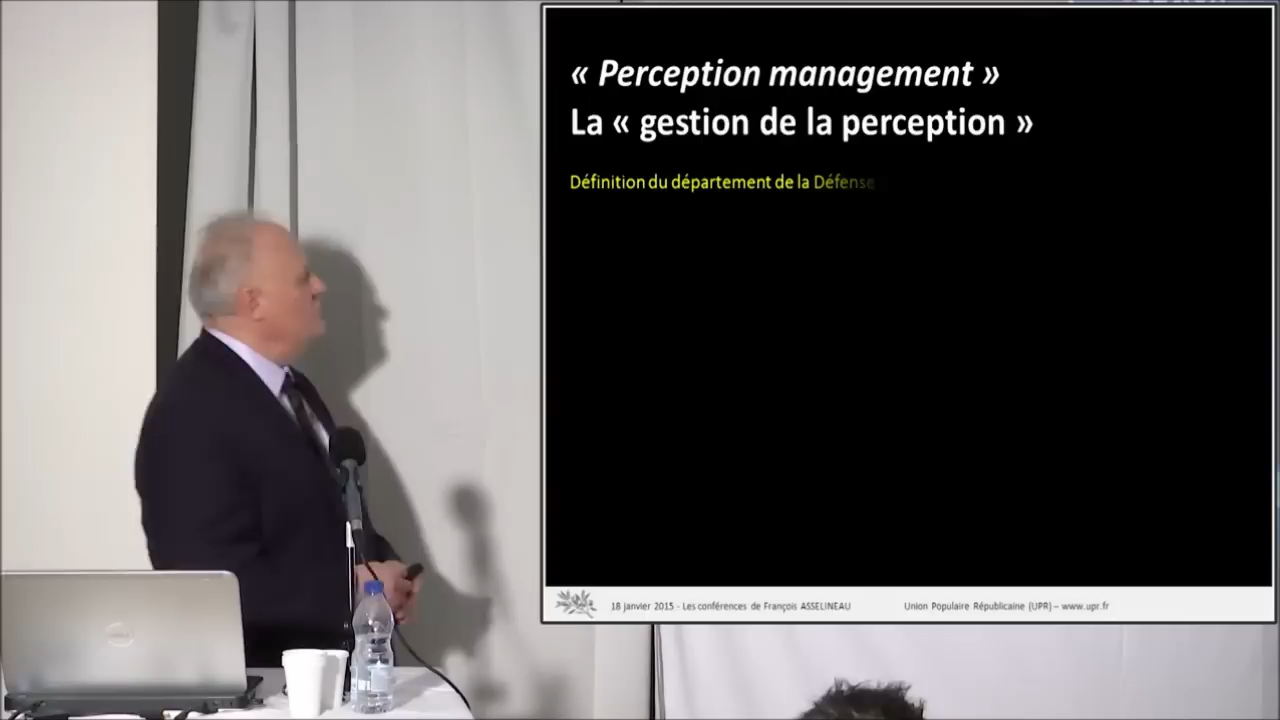 « Perception management »
La « gestion de la perception »
Définition du département de la Défense
18 janvier 2015 - Les conférences de François ASSELINEAU
Union Populaire Républicaine (UPR) – www.upr.fr
DELL